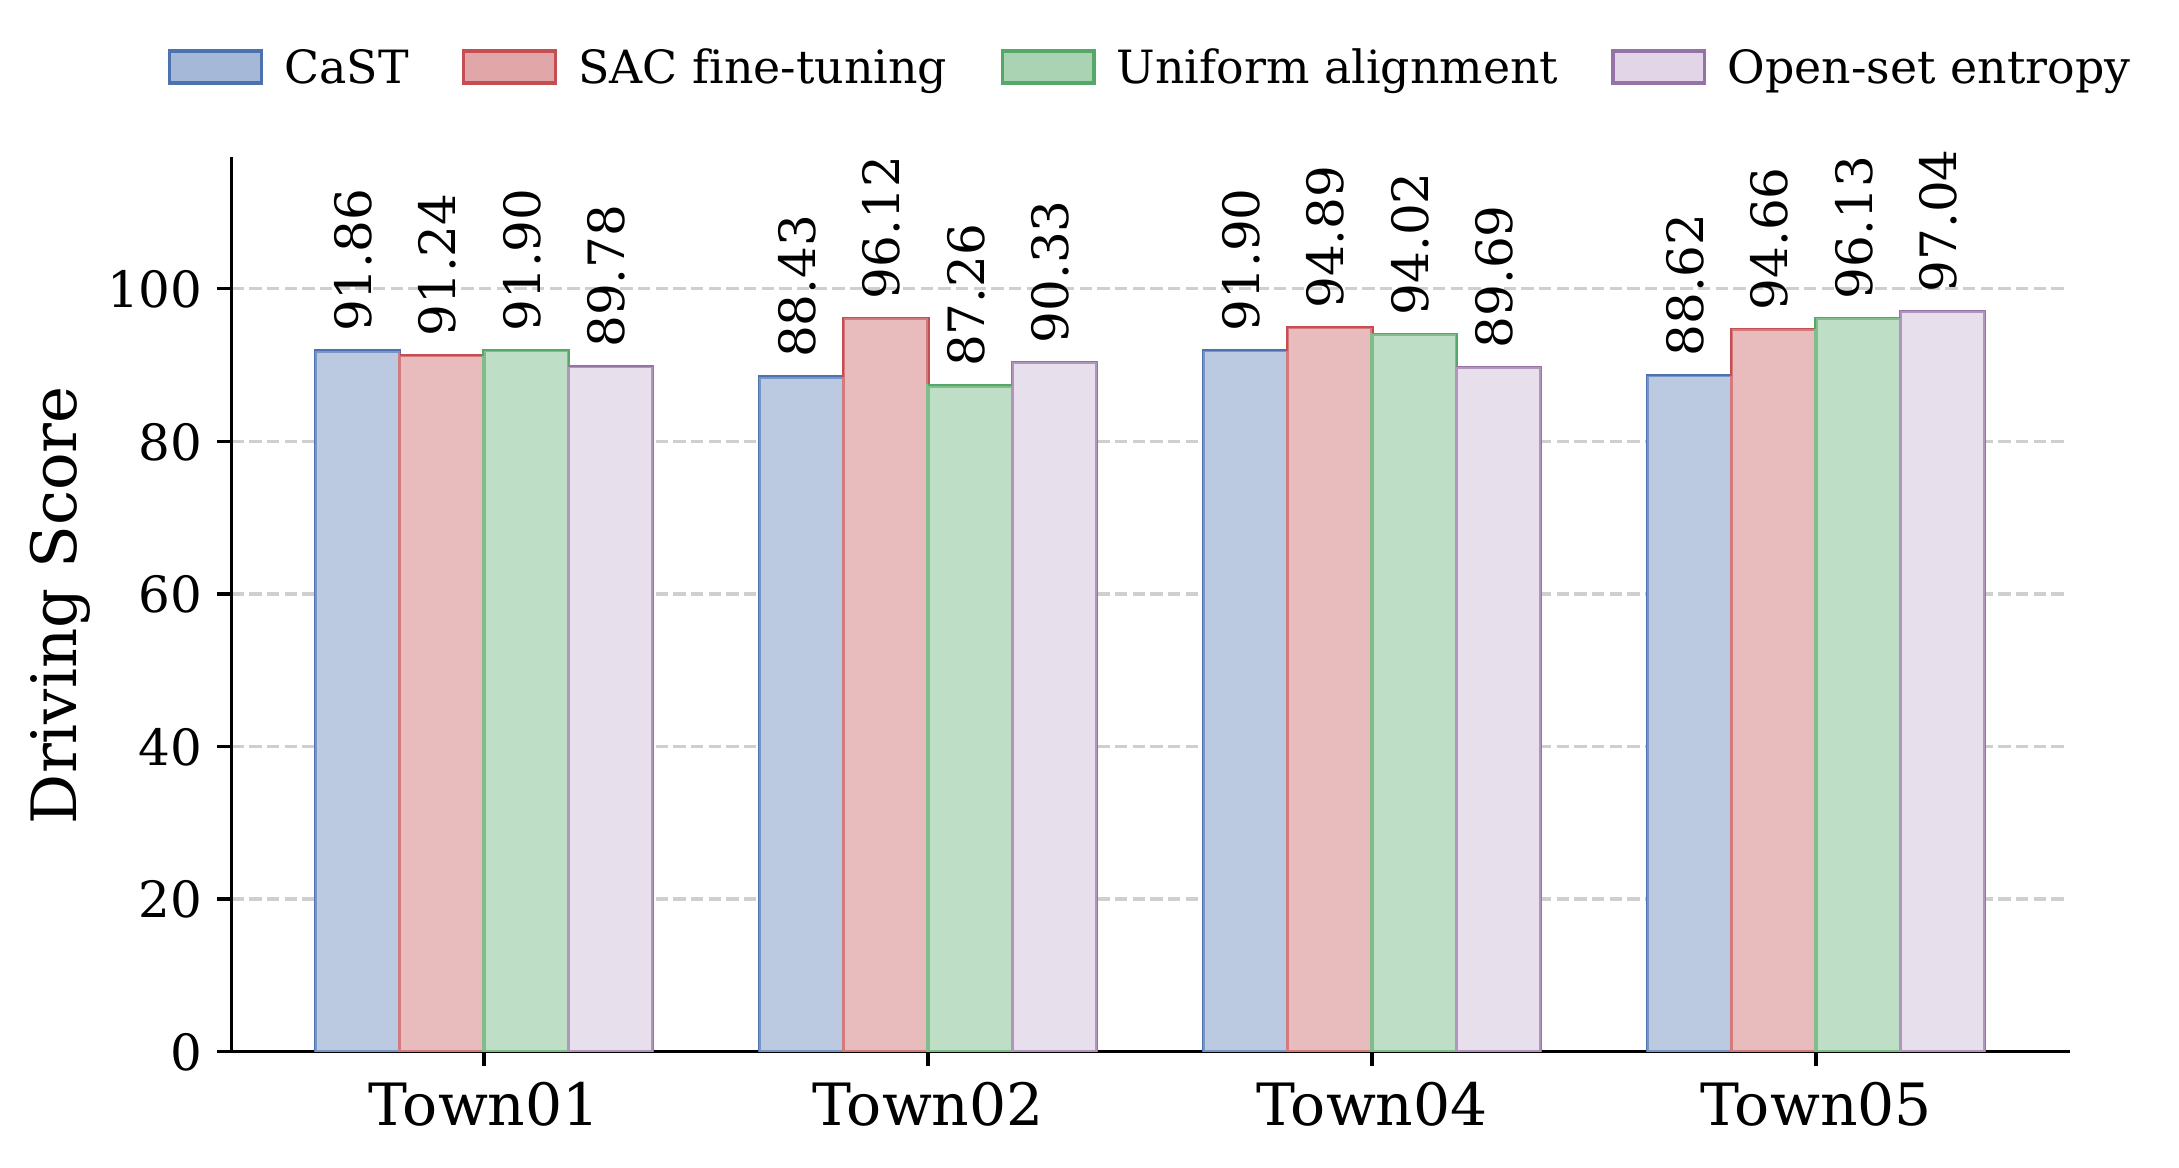 CaST SAC fine-tuning Uniform alignment Open-set entropy
Driving Score
100
80
60
40
20
0
91.86 91.24 91.90 89.78
88.43 96.12 87.26 90.33
91.90 94.89 94.02 89.69
88.62 94.66 96.13 97.04
Town01 Town02 Town04 Town05